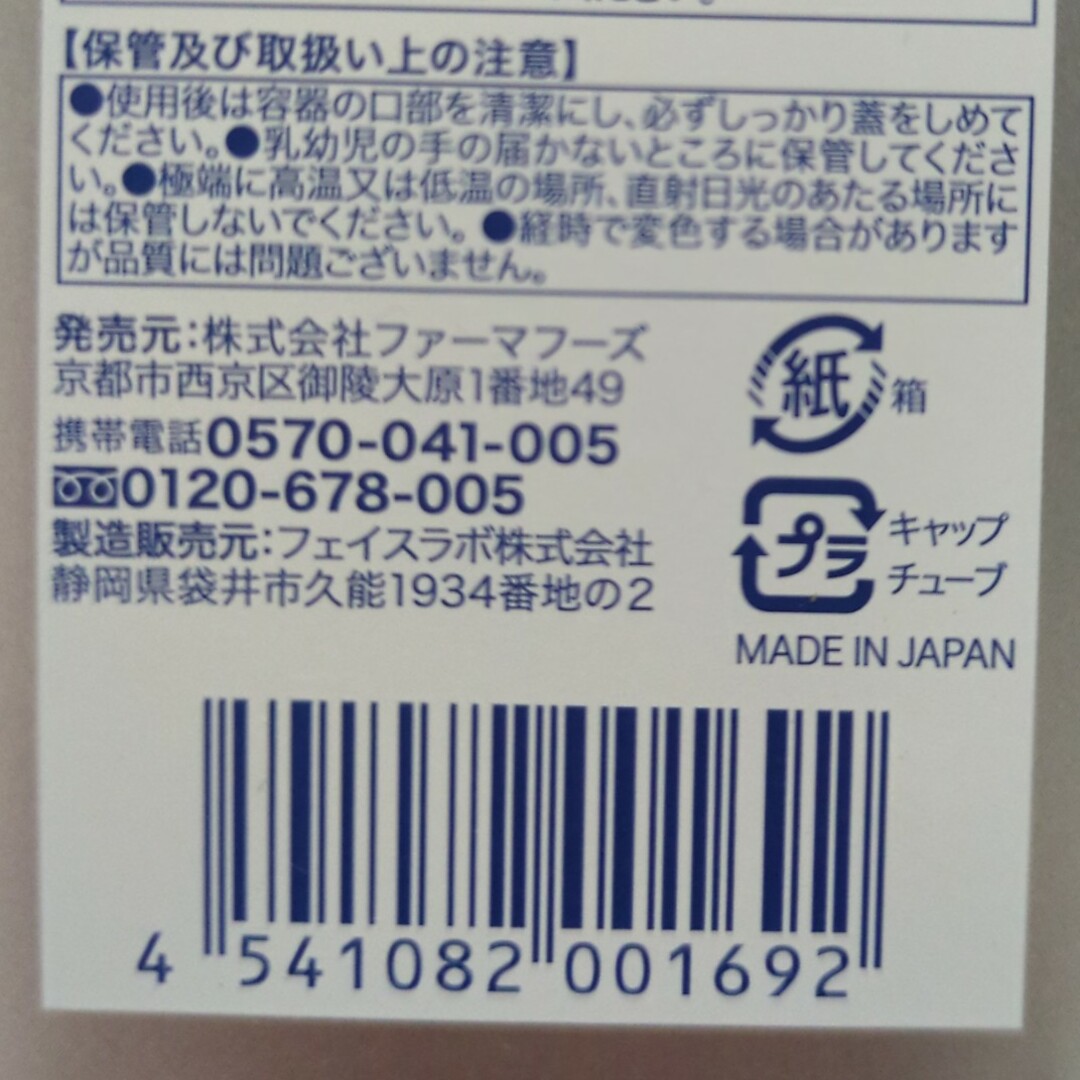 【保管及び取扱い上の注意】
●使用後は容器の口部を清潔にし、必ずしっかり蓋をしめて
ください。●乳幼児の手の届かないところに保管してくださ
い。●極端に高温又は低温の場所、直射日光のあたる場所に
は保管しないでください。●経時で変色する場合があります
が品質には問題ございません。
発売元：株式会社ファーマフーズ
京都市西京区御陵大原1番地49
携帯電話0570-041-005
0120-678-005
製造販売元：フェイスラボ株式会社
静岡県袋井市久能1934番地の2
紙 箱
プラ キャップ
チューブ
MADE IN JAPAN
4 541082 001692